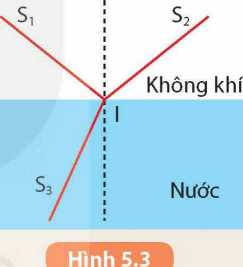 S₁ S₂
Không khí
I
S₃
Nước
Hình 5.3